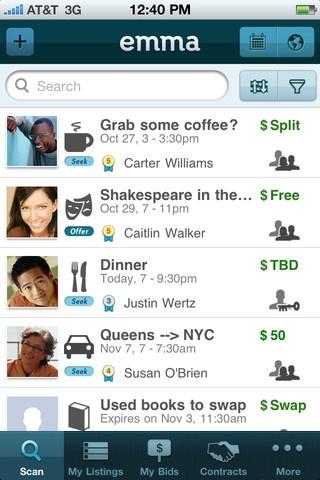 AT&T 3G 12:40 PM
emma
Search
Grab some coffee? $ Split
Oct 27, 3 - 3:30pm
Seek 5 Carter Williams
Shakespeare in the... $ Free
Oct 29, 7 - 11pm
Offer 5 Caitlin Walker
Dinner $ TBD
Today, 7 - 9:30pm
Seek 3 Justin Wertz
Queens --> NYC $ 50
Nov 7, 7 - 7:30am
Seek 4 Susan O'Brien
Used books to swap $ Swap
Expires on Nov 3, 11:30am
$
Scan My Listings My Bids Contracts More